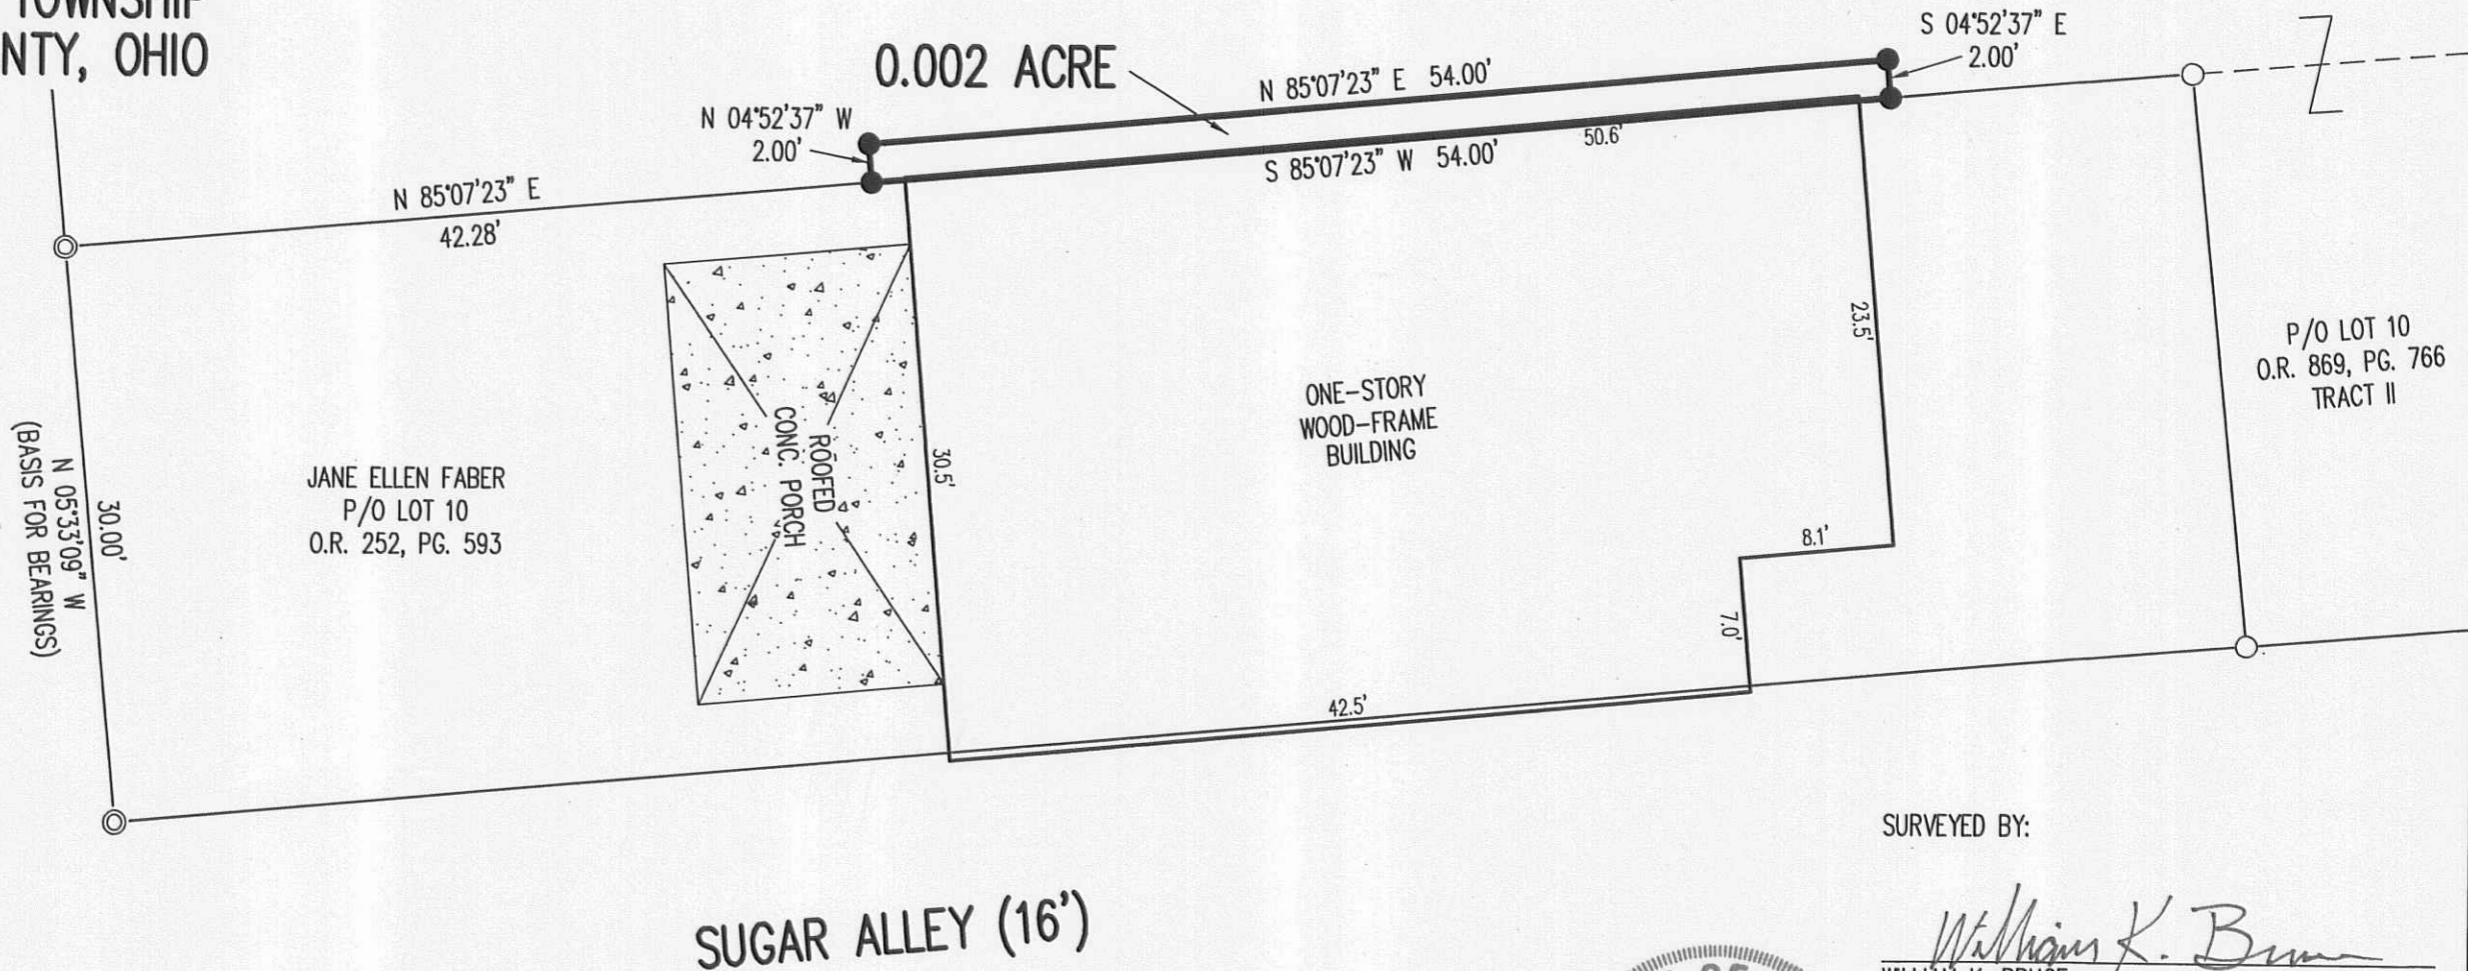 TOWNSHIP
NTY, OHIO
0.002 ACRE
N 04°52'37" W
2.00'
N 85°07'23" E 54.00'
S 04°52'37" E
2.00'
S 85°07'23" W 54.00'
50.6'
N 85°07'23" E
42.28'
30.00'
N 05°33'09" W
(BASIS FOR BEARINGS)
JANE ELLEN FABER
P/O LOT 10
O.R. 252, PG. 593
ROOFED
CONC. PORCH
30.5'
ONE-STORY
WOOD-FRAME
BUILDING
23.5'
8.1'
7.0'
42.5'
P/O LOT 10
O.R. 869, PG. 766
TRACT II
SUGAR ALLEY (16')
SURVEYED BY:
William K. Bruce
WILLIAM K. BRUCE